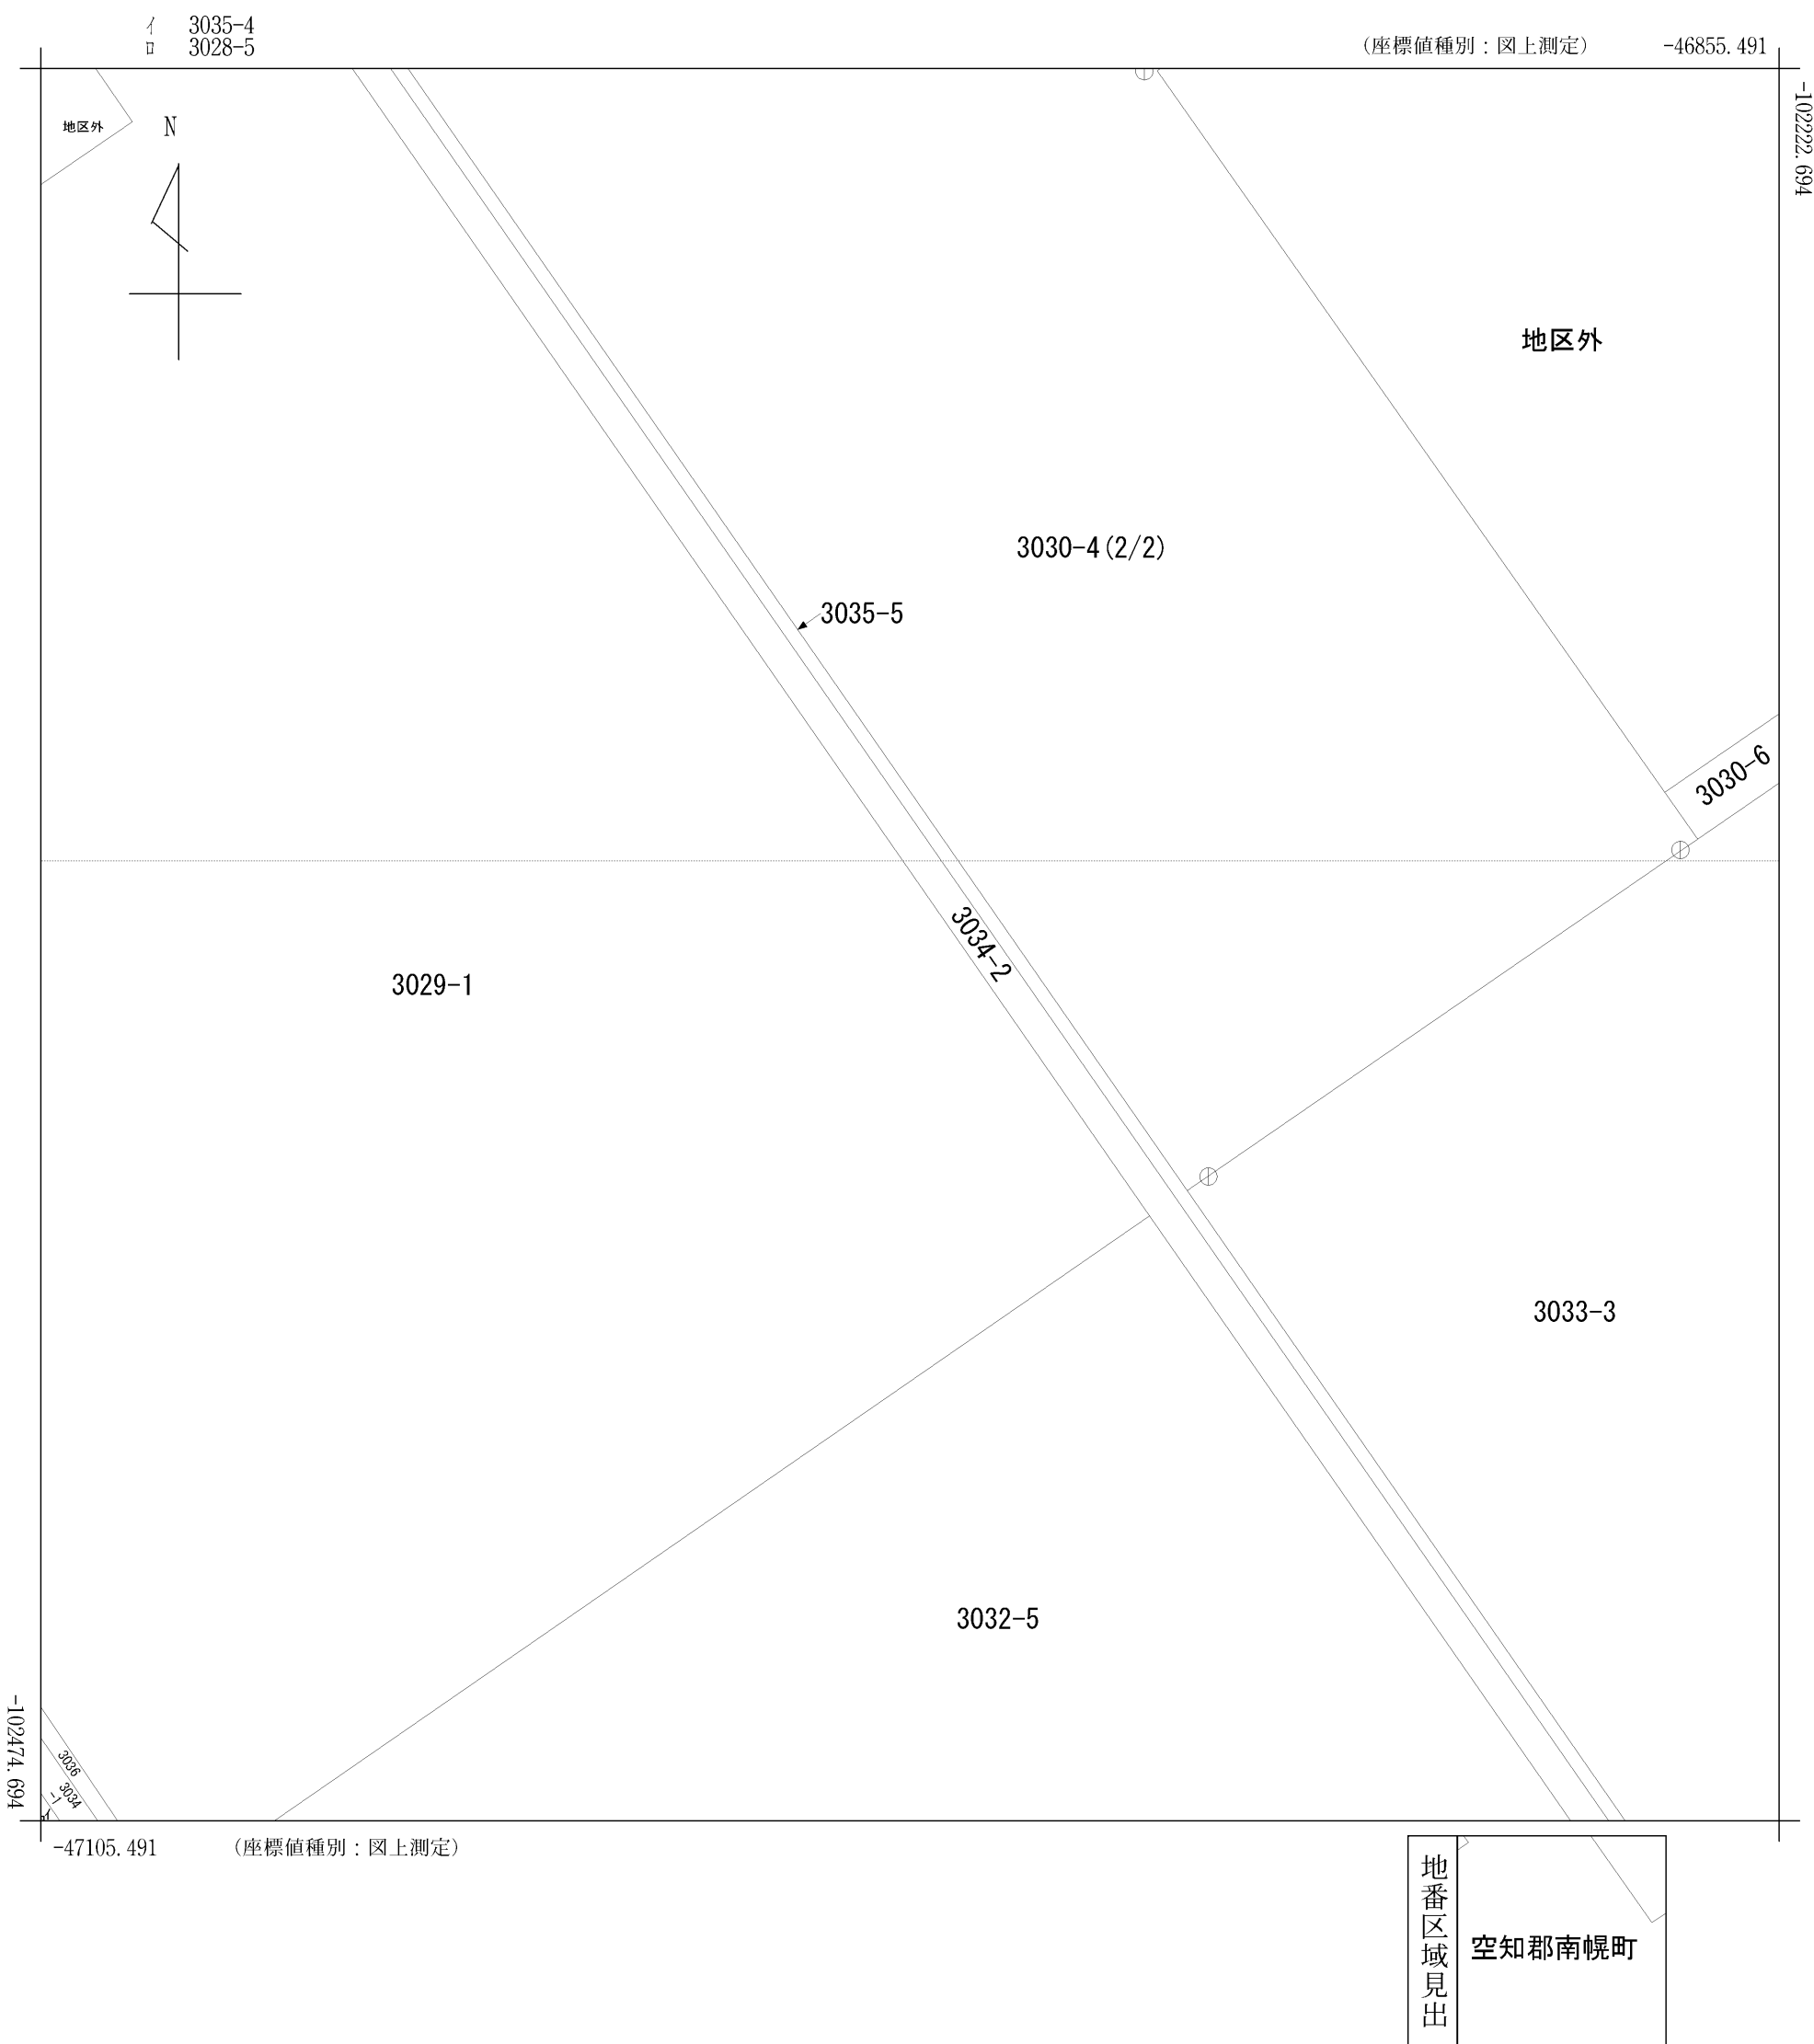 イ 3035-4
ロ 3028-5
(座標値種別:図上測定) -46855.491
-102222.694
地区外
N
地区外
3030-4(2/2)
3035-5
3030-6
3034-2
3029-1
3033-3
3032-5
-102474.694
3036
3034
-1
イ
ロ
-47105.491 (座標値種別:図上測定)
地番区域見出
空知郡南幌町